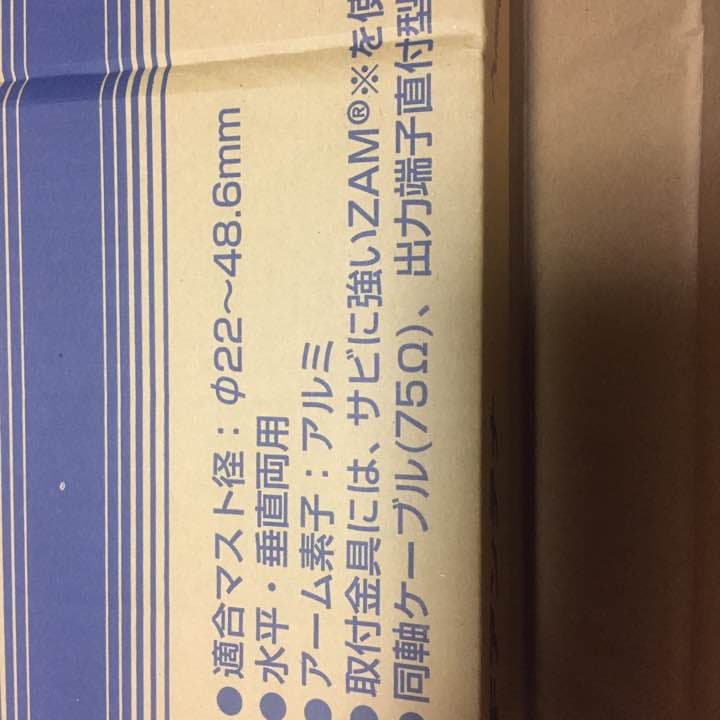 ●適合マスト径：φ22～48.6mm
●水平・垂直両用
●アーム素子：アルミ
●取付金具には、サビに強いZAM®※を使
●同軸ケーブル(75Ω)、出力端子直付型